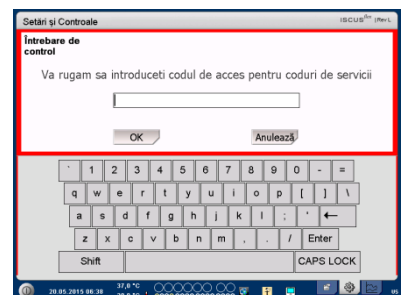 Setări și Controale
ISCUS
Întrebare de
control
Va rugam sa introduceti codul de acces pentru coduri de servicii
OK Anulează
` 1 2 3 4 5 6 7 8 9 0 - =
q w e r t y u i o p [ ] \
a s d f g h j k l ; ' ←
z x c v b n m , . / Enter
Shift CAPS LOCK
20.05.2015 06:38 37,0 °C
US